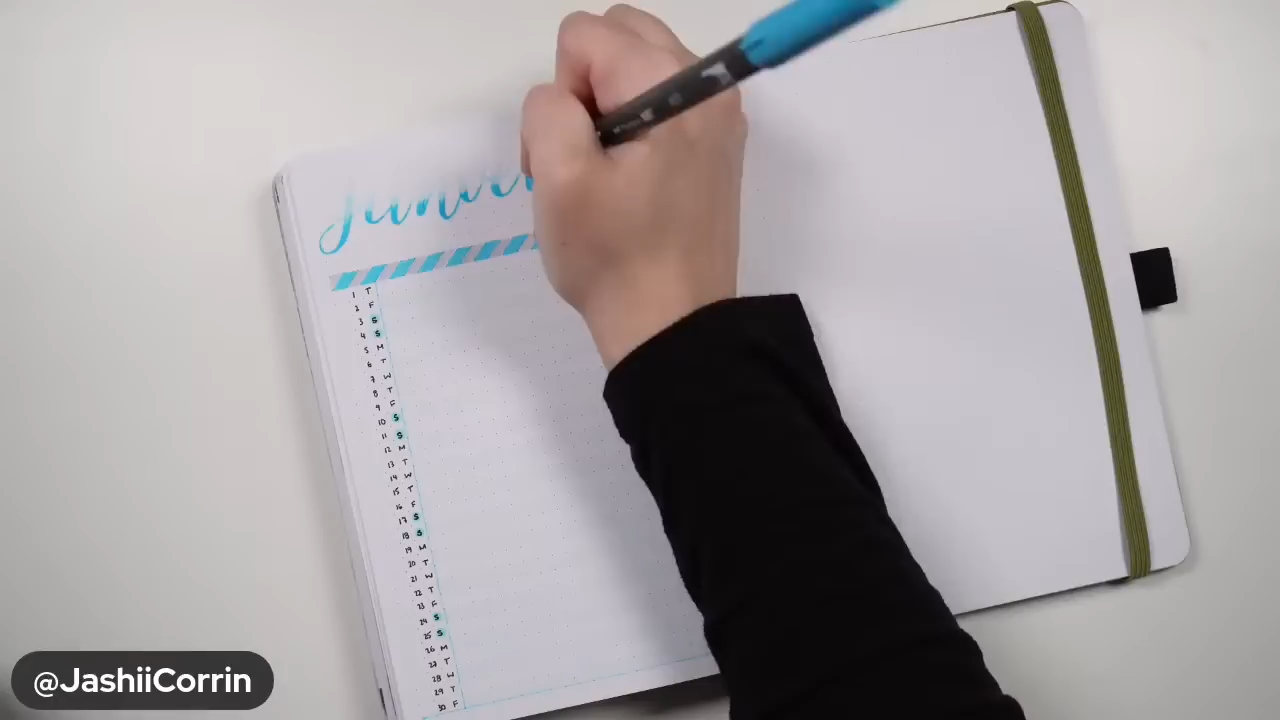 1 T
2 F
3 S
4 S
5 M
6 T
7 W
8 T
9 F
10 S
11 S
12 M
13 T
14 W
15 T
16 F
17 S
18 S
19 M
20 T
21 W
22 T
23 F
24 S
25 S
26 M
27 T
28 W
29 T
30 F
@JashiiCorrin